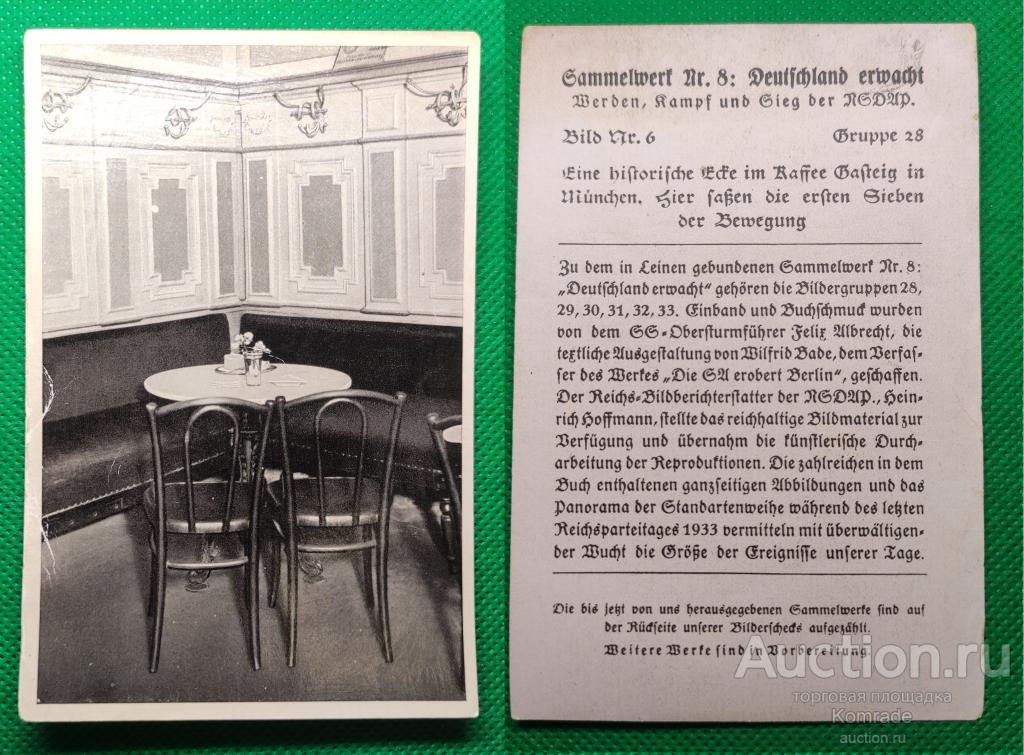 Sammelwerk Nr. 8: Deutschland erwacht
Werden, Kampf und Sieg der NSDAP.
Bild Nr. 6 Gruppe 28
Eine historische Ecke im Kaffee Gasteig in
München. Hier saßen die ersten Sieben
der Bewegung
Zu dem in Leinen gebundenen Sammelwerk Nr. 8:
„Deutschland erwacht“ gehören die Bildergruppen 28,
29, 30, 31, 32, 33. Einband und Buchschmuck wurden
von dem SS-Obersturmführer Felix Albrecht, die
textliche Ausgestaltung von Wilfrid Bade, dem Verfas-
ser des Werkes „Die SA erobert Berlin“, geschaffen.
Der Reichs-Bildberichterstatter der NSDAP., Hein-
rich Hoffmann, stellte das reichhaltige Bildmaterial zur
Verfügung und übernahm die künstlerische Durch-
arbeitung der Reproduktionen. Die zahlreichen in dem
Buch enthaltenen ganzseitigen Abbildungen und das
Panorama der Standartenweihe während des letzten
Reichsparteitages 1933 vermitteln mit überwältigen-
der Wucht die Größe der Ereignisse unserer Tage.
Die bis jetzt von uns herausgegebenen Sammelwerke sind auf
der Rückseite unserer Bilderschecks aufgezählt.
Weitere Werke sind in Vorbereitung.
Auction.ru
торговая площадка
Komrade
auction.ru